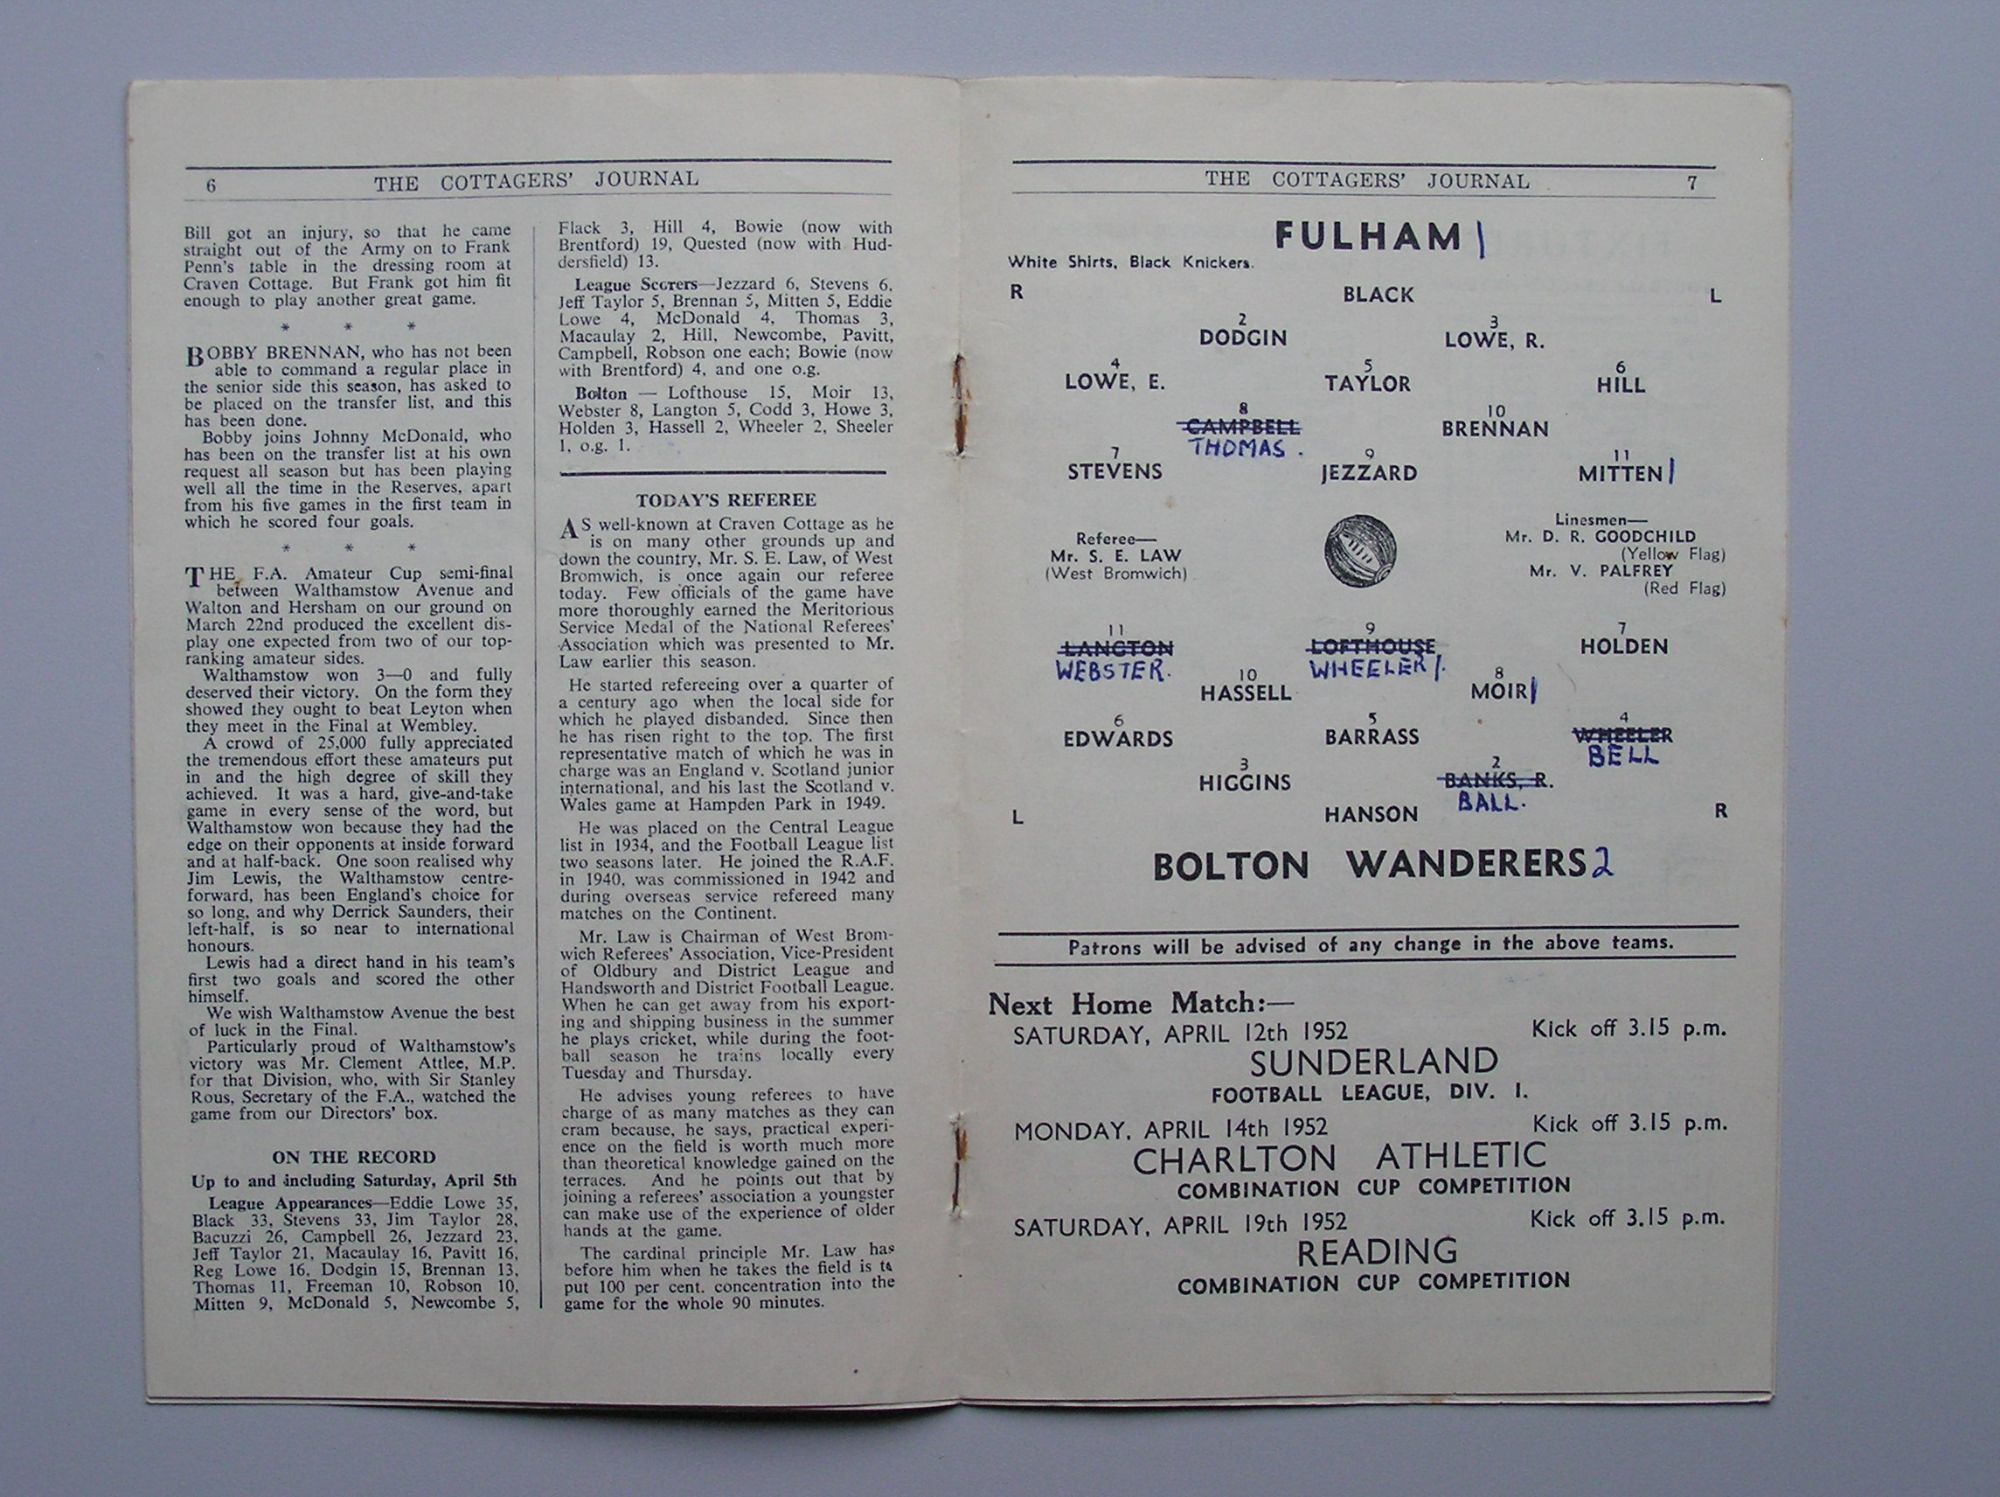 6 THE COTTAGERS' JOURNAL
Bill got an injury, so that he came
straight out of the Army on to Frank
Penn's table in the dressing room at
Craven Cottage. But Frank got him fit
enough to play another great game.
* * *
BOBBY BRENNAN, who has not been
able to command a regular place in
the senior side this season, has asked to
be placed on the transfer list, and this
has been done.
Bobby joins Johnny McDonald, who
has been on the transfer list at his own
request all season but has been playing
well all the time in the Reserves, apart
from his five games in the first team in
which he scored four goals.
* * *
THE F.A. Amateur Cup semi-final
between Walthamstow Avenue and
Walton and Hersham on our ground on
March 22nd produced the excellent dis-
play one expected from two of our top-
ranking amateur sides.
Walthamstow won 3—0 and fully
deserved their victory. On the form they
showed they ought to beat Leyton when
they meet in the Final at Wembley.
A crowd of 25,000 fully appreciated
the tremendous effort these amateurs put
in and the high degree of skill they
achieved. It was a hard, give-and-take
game in every sense of the word, but
Walthamstow won because they had the
edge on their opponents at inside forward
and at half-back. One soon realised why
Jim Lewis, the Walthamstow centre-
forward, has been England's choice for
so long, and why Derrick Saunders, their
left-half, is so near to international
honours.
Lewis had a direct hand in his team's
first two goals and scored the other
himself.
We wish Walthamstow Avenue the best
of luck in the Final.
Particularly proud of Walthamstow's
victory was Mr. Clement Attlee, M.P.
for that Division, who, with Sir Stanley
Rous, Secretary of the F.A., watched the
game from our Directors' box.
ON THE RECORD
Up to and including Saturday, April 5th
League Appearances—Eddie Lowe 35,
Black 33, Stevens 33, Jim Taylor 28,
Bacuzzi 26, Campbell 26, Jezzard 23,
Jeff Taylor 21, Macaulay 16, Pavitt 16,
Reg Lowe 16, Dodgin 15, Brennan 13,
Thomas 11, Freeman 10, Robson 10,
Mitten 9, McDonald 5, Newcombe 5,
Flack 3, Hill 4, Bowie (now with
Brentford) 19, Quested (now with Hud-
dersfield) 13.
League Scorers—Jezzard 6, Stevens 6,
Jeff Taylor 5, Brennan 5, Mitten 5, Eddie
Lowe 4, McDonald 4, Thomas 3,
Macaulay 2, Hill, Newcombe, Pavitt,
Campbell, Robson one each; Bowie (now
with Brentford) 4, and one o.g.
Bolton — Lofthouse 15, Moir 13,
Webster 8, Langton 5, Codd 3, Howe 3,
Holden 3, Hassell 2, Wheeler 2, Sheeler
1, o.g. 1.
TODAY'S REFEREE
AS well-known at Craven Cottage as he
is on many other grounds up and
down the country, Mr. S. E. Law, of West
Bromwich, is once again our referee
today. Few officials of the game have
more thoroughly earned the Meritorious
Service Medal of the National Referees'
Association which was presented to Mr.
Law earlier this season.
He started refereeing over a quarter of
a century ago when the local side for
which he played disbanded. Since then
he has risen right to the top. The first
representative match of which he was in
charge was an England v. Scotland junior
international, and his last the Scotland v.
Wales game at Hampden Park in 1949.
He was placed on the Central League
list in 1934, and the Football League list
two seasons later. He joined the R.A.F.
in 1940, was commissioned in 1942 and
during overseas service refereed many
matches on the Continent.
Mr. Law is Chairman of West Brom-
wich Referees' Association, Vice-President
of Oldbury and District League and
Handsworth and District Football League.
When he can get away from his export-
ing and shipping business in the summer
he plays cricket, while during the foot-
ball season he trains locally every
Tuesday and Thursday.
He advises young referees to have
charge of as many matches as they can
cram because, he says, practical experi-
ence on the field is worth much more
than theoretical knowledge gained on the
terraces. And he points out that by
joining a referees' association a youngster
can make use of the experience of older
hands at the game.
The cardinal principle Mr. Law has
before him when he takes the field is to
put 100 per cent. concentration into the
game for the whole 90 minutes.
THE COTTAGERS' JOURNAL 7
FULHAM 1
White Shirts, Black Knickers.
R BLACK L
2 3
DODGIN LOWE, R.
4 5 6
LOWE, E. TAYLOR HILL
8 10
CAMPBELL BRENNAN
THOMAS.
7 9 11
STEVENS JEZZARD MITTEN 1
Referee—
Mr. S. E. LAW
(West Bromwich)
Linesmen—
Mr. D. R. GOODCHILD
(Yellow Flag)
Mr. V. PALFREY
(Red Flag)
11 9 7
LANGTON LOFTHOUSE HOLDEN
WEBSTER. WHEELER 1.
10 8
HASSELL MOIR 1
6 5 4
EDWARDS BARRASS WHEELER
BELL
3 2
HIGGINS BANKS, R.
BALL.
L HANSON R
BOLTON WANDERERS 2
Patrons will be advised of any change in the above teams.
Next Home Match:—
SATURDAY, APRIL 12th 1952 Kick off 3.15 p.m.
SUNDERLAND
FOOTBALL LEAGUE, DIV. I.
MONDAY, APRIL 14th 1952 Kick off 3.15 p.m.
CHARLTON ATHLETIC
COMBINATION CUP COMPETITION
SATURDAY, APRIL 19th 1952 Kick off 3.15 p.m.
READING
COMBINATION CUP COMPETITION